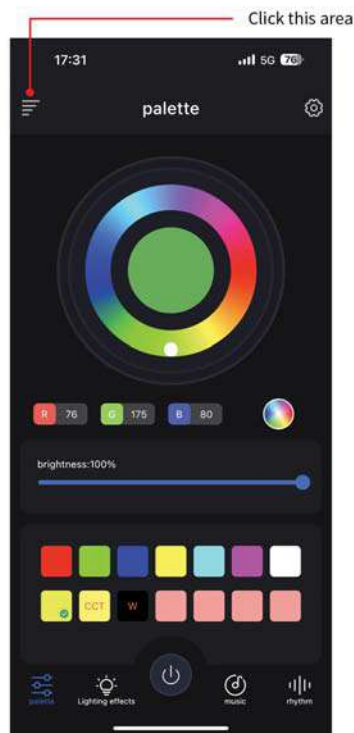 Click this area
17:31
5G 76
palette
R 76 G 175 B 80
brightness:100%
CCT W
palette Lighting effects music rhythm